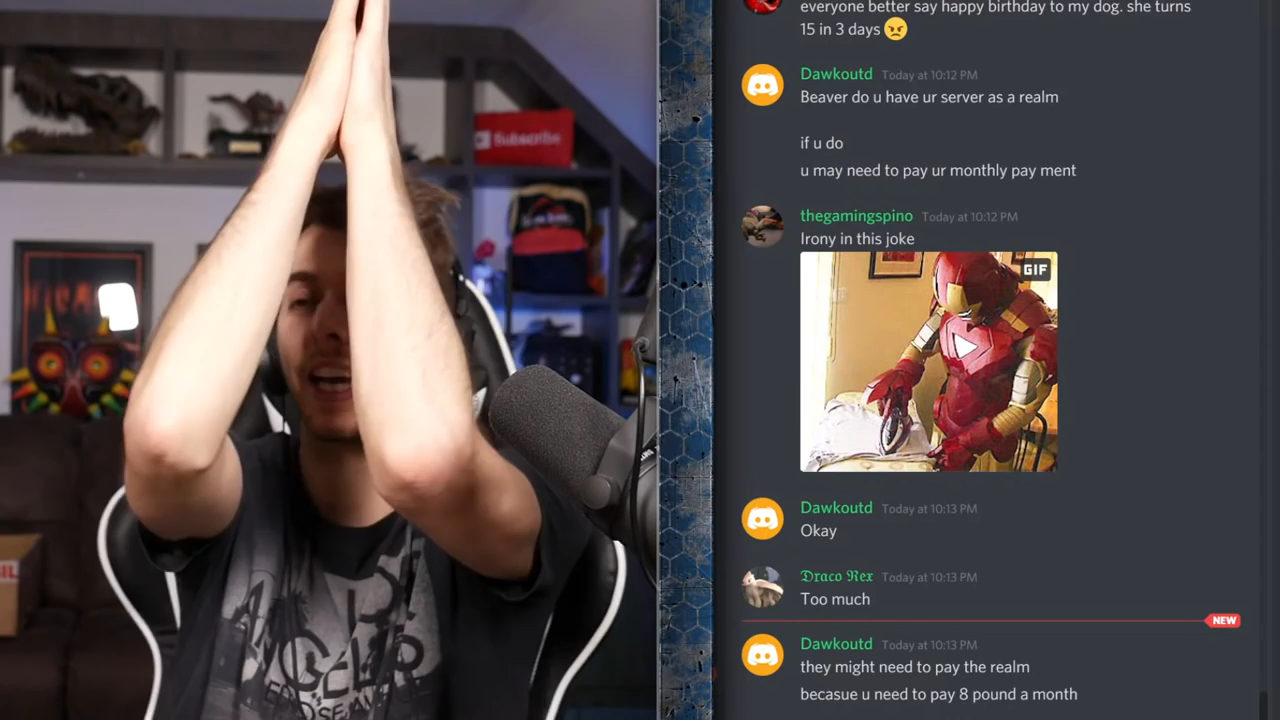 everyone better say happy birthday to my dog. she turns
15 in 3 days 😠
Subscribe
Dawkoutd Today at 10:12 PM
Beaver do u have ur server as a realm
if u do
u may need to pay ur monthly pay ment
thegamingspino Today at 10:12 PM
Irony in this joke
GIF
Dawkoutd Today at 10:13 PM
Okay
𝕯𝖗𝖆𝖈𝖔 𝕽𝖊𝖝 Today at 10:13 PM
Too much
NEW
Dawkoutd Today at 10:13 PM
they might need to pay the realm
becasue u need to pay 8 pound a month